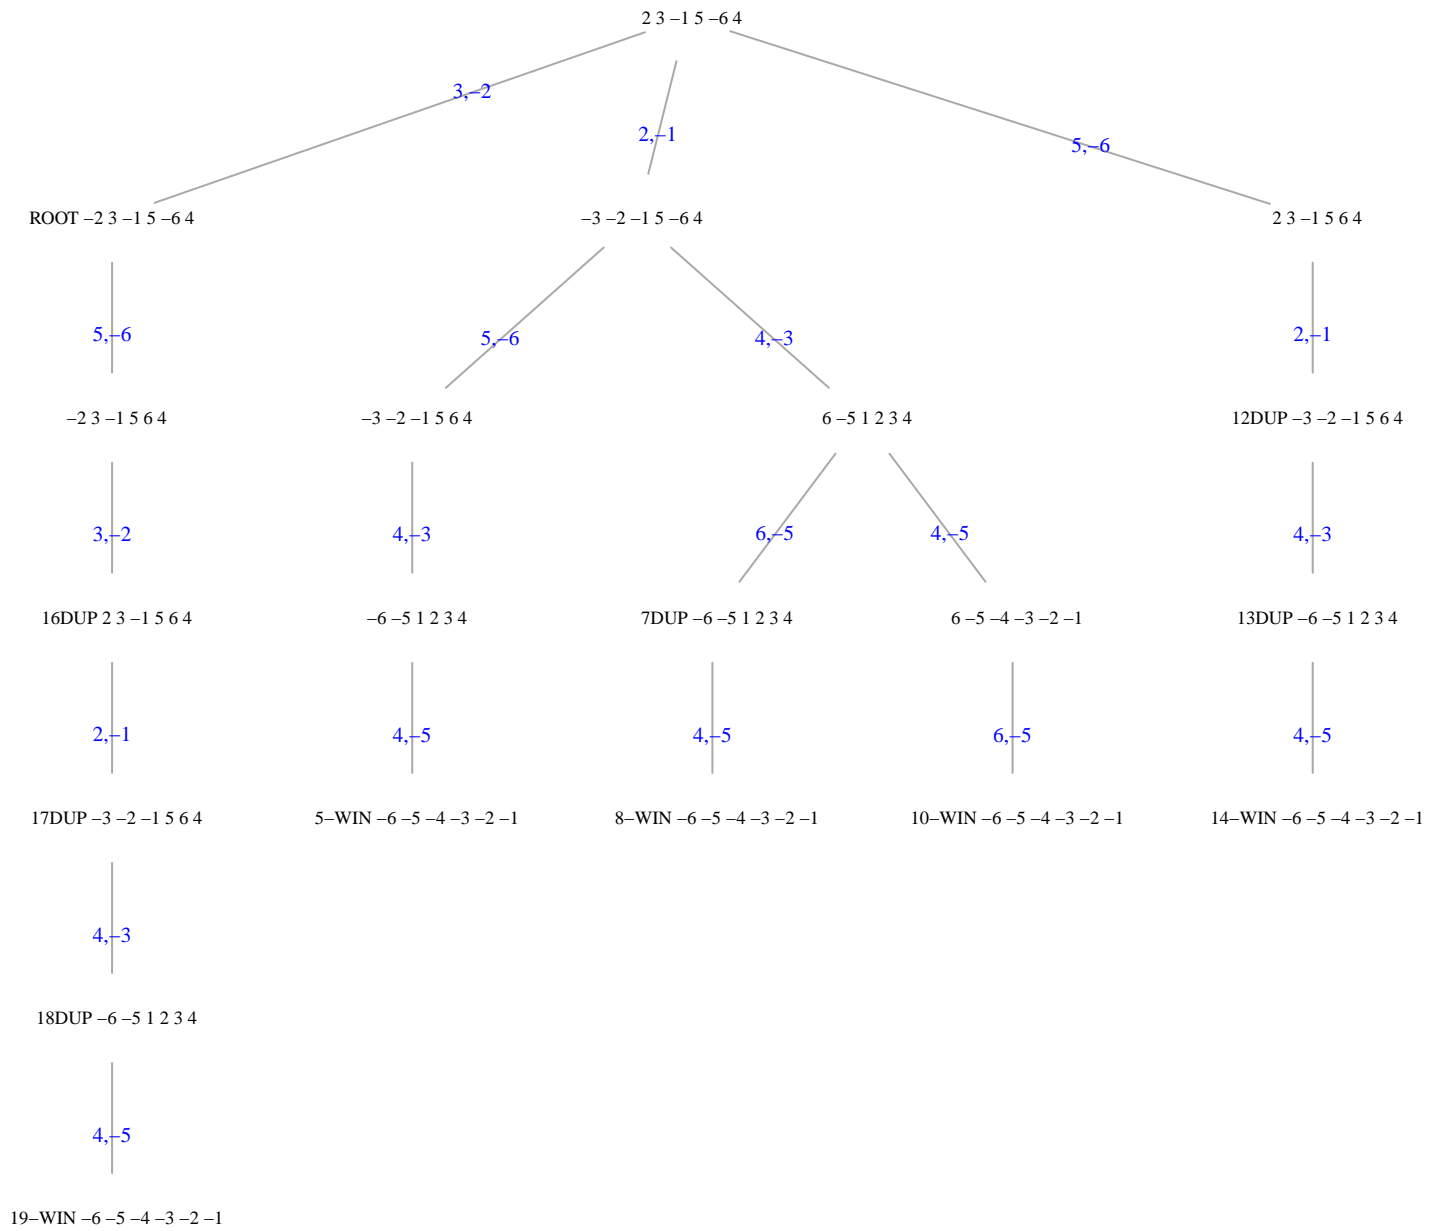 2 3 –1 5 –6 4
3,–2
2,–1
5,–6
ROOT –2 3 –1 5 –6 4
–3 –2 –1 5 –6 4
2 3 –1 5 6 4
5,–6
5,–6
4,–3
2,–1
–2 3 –1 5 6 4
–3 –2 –1 5 6 4
6 –5 1 2 3 4
12DUP –3 –2 –1 5 6 4
3,–2
4,–3
6,–5
4,–5
4,–3
16DUP 2 3 –1 5 6 4
–6 –5 1 2 3 4
7DUP –6 –5 1 2 3 4
6 –5 –4 –3 –2 –1
13DUP –6 –5 1 2 3 4
2,–1
4,–5
4,–5
6,–5
4,–5
17DUP –3 –2 –1 5 6 4
5–WIN –6 –5 –4 –3 –2 –1
8–WIN –6 –5 –4 –3 –2 –1
10–WIN –6 –5 –4 –3 –2 –1
14–WIN –6 –5 –4 –3 –2 –1
4,–3
18DUP –6 –5 1 2 3 4
4,–5
19–WIN –6 –5 –4 –3 –2 –1